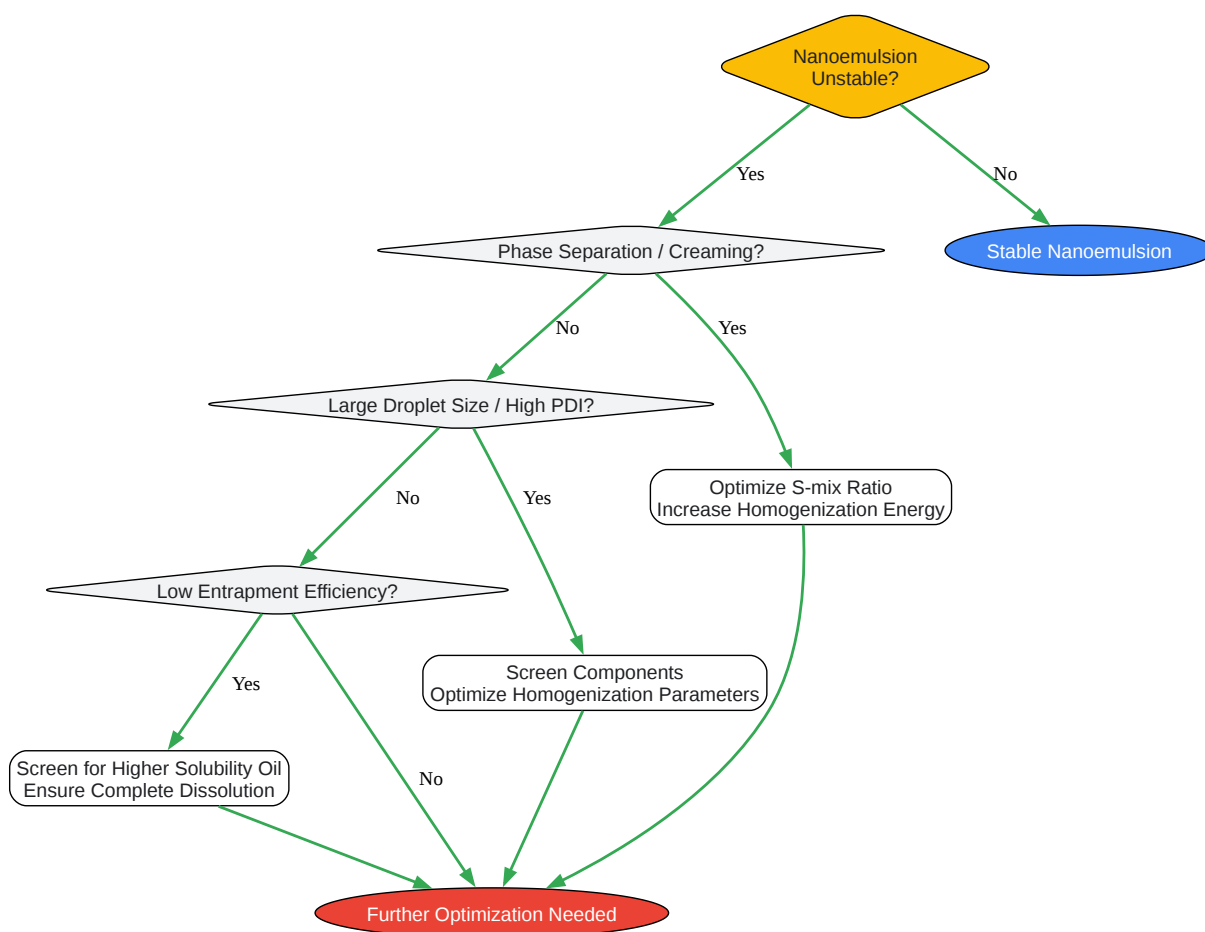 Nanoemulsion
Unstable?
Yes
No
Phase Separation / Creaming?
Stable Nanoemulsion
No
Yes
Large Droplet Size / High PDI?
No
Yes
Optimize S-mix Ratio
Increase Homogenization Energy
Low Entrapment Efficiency?
Yes
Screen Components
Optimize Homogenization Parameters
No
Screen for Higher Solubility Oil
Ensure Complete Dissolution
Further Optimization Needed